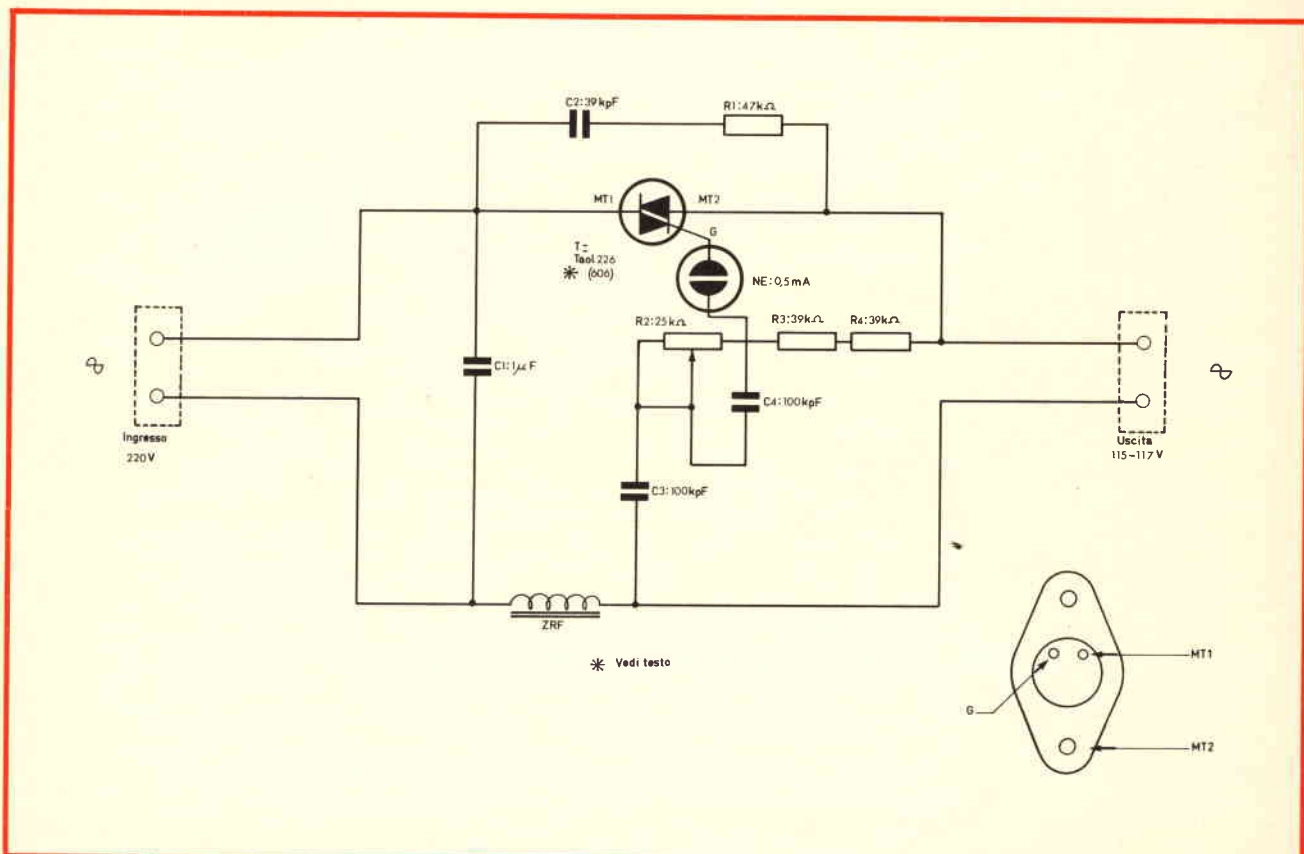 C2:39kpF
R1:47kΩ
MT1
MT2
G
T=
Taol.226
✳ (606)
NE:0,5mA
R2:25kΩ
R3:39kΩ
R4:39kΩ
C1:1μF
C4:100kpF
Ingresso
220V
Uscita
115-117 V
C3:100kpF
ZRF
✳ Vedi testo
MT1
G
MT2